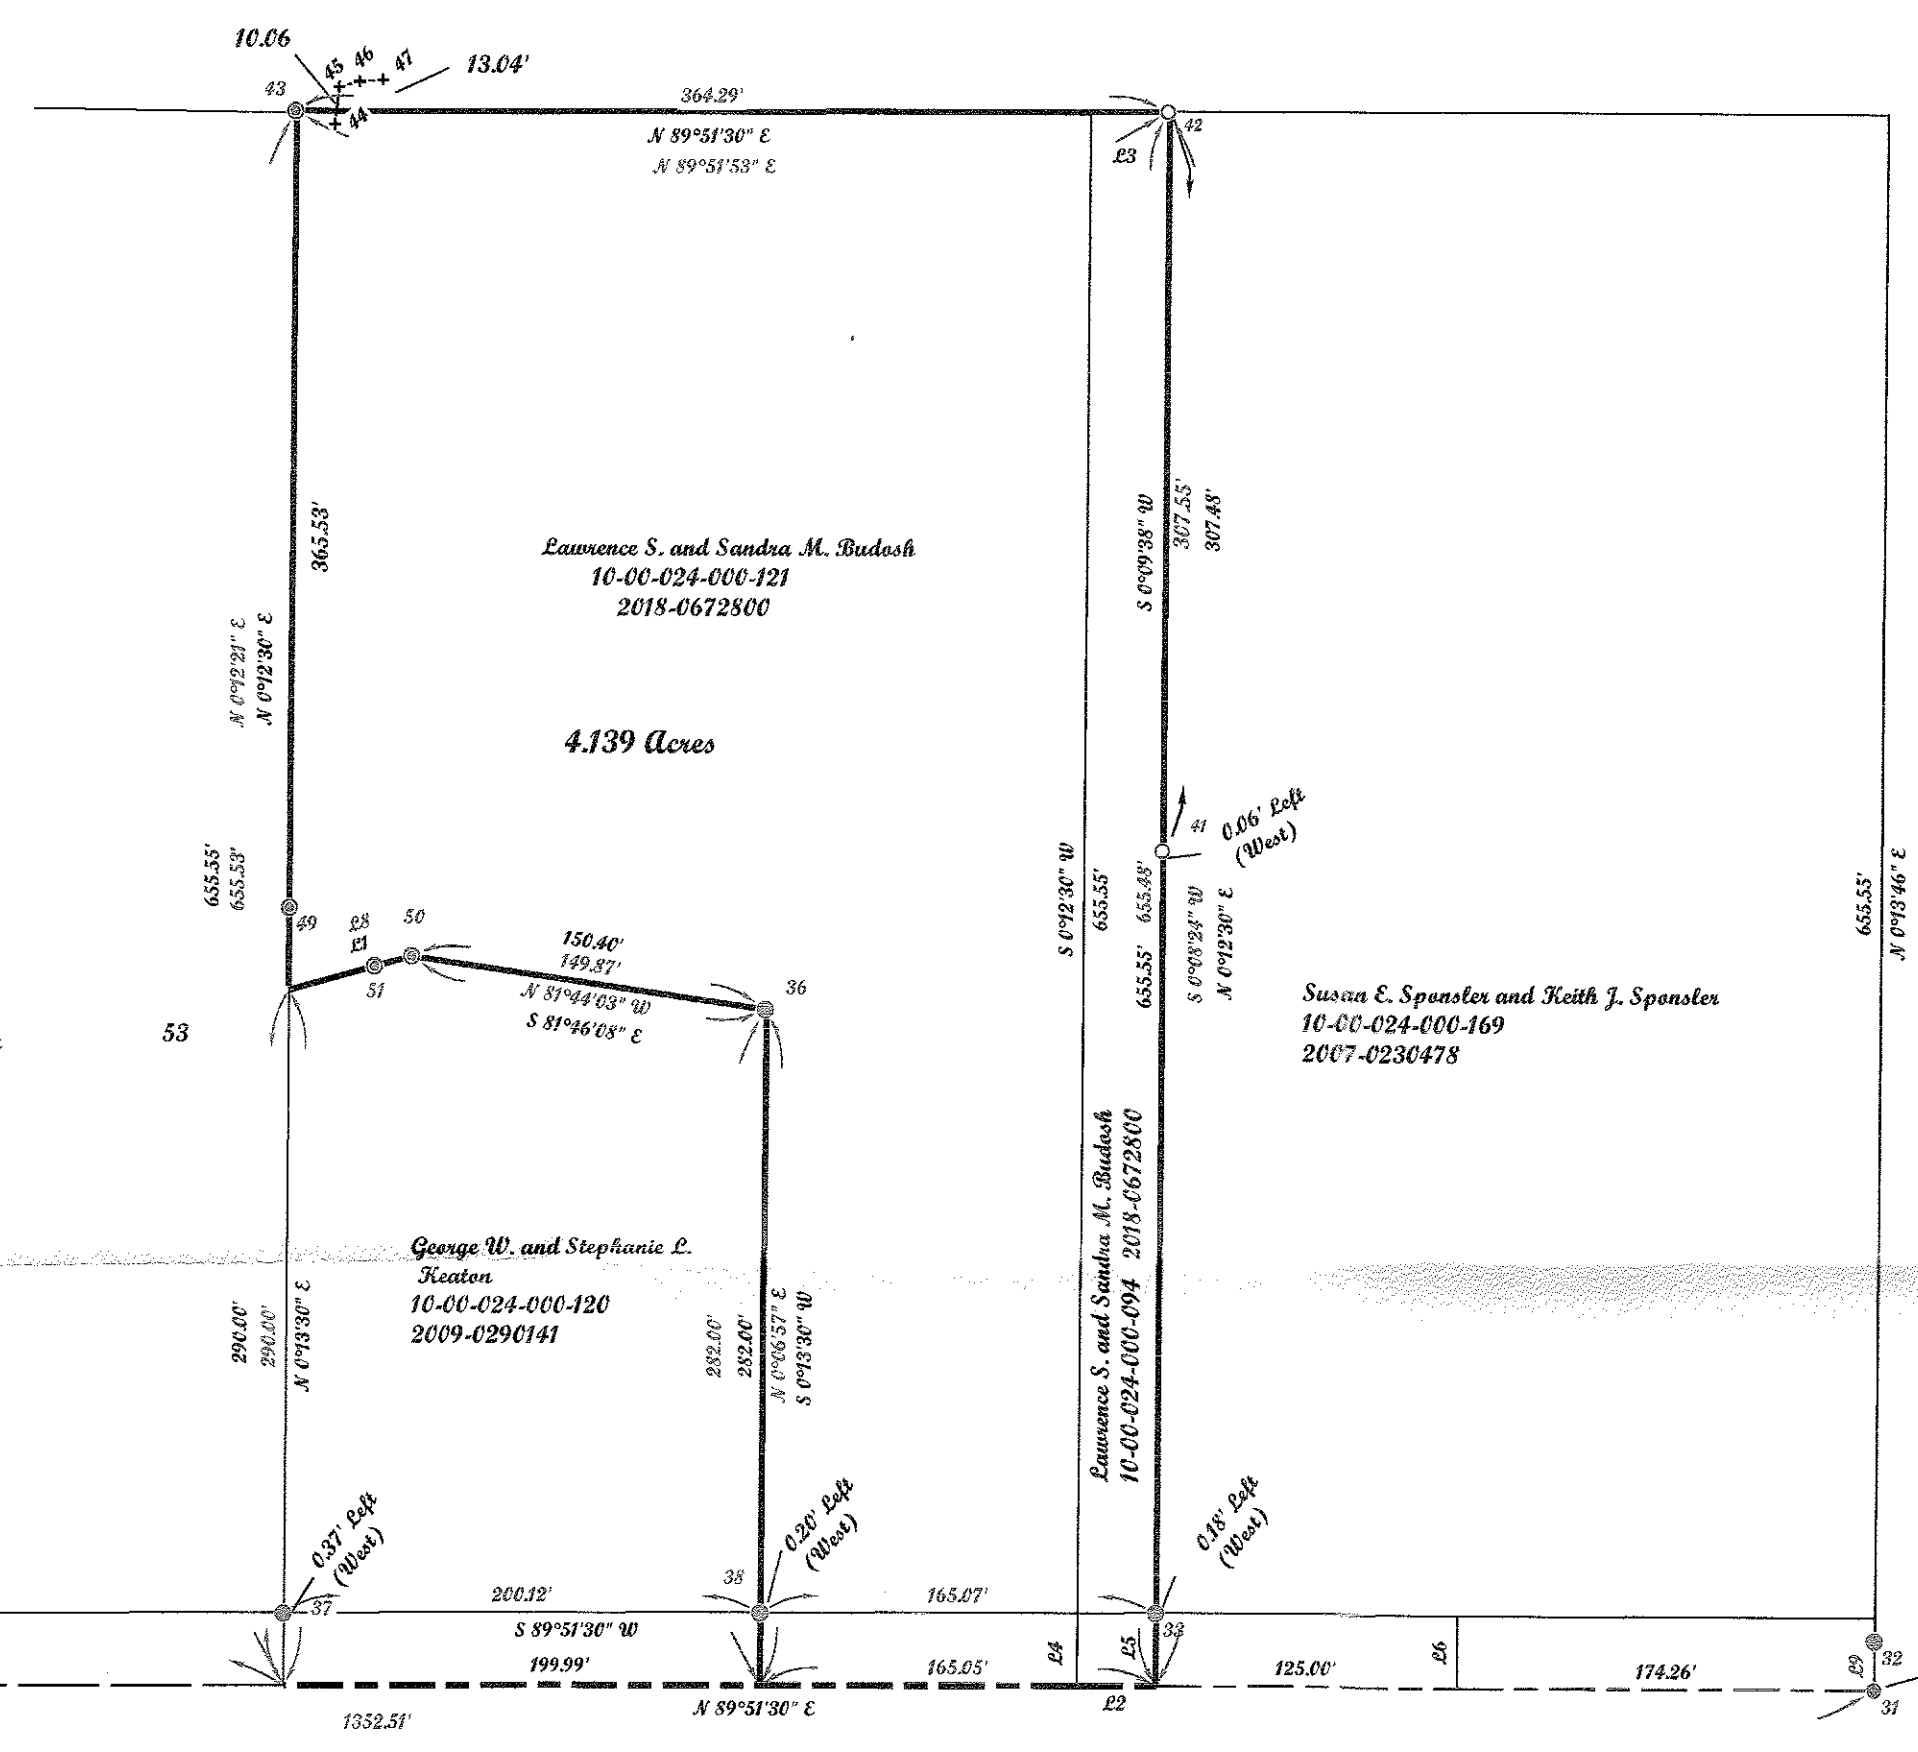 10.06
45 46 47
13.04'
43
44
364.29'
42
N 89°51'30" E
N 89°51'53" E
L3
365.53'
S 0°09'38" W
307.55'
307.48'
Lawrence S. and Sandra M. Budosh
10-00-024-000-121
2018-0672800
N 0°12'21" E
N 0°12'30" E
4.139 Acres
41
0.06' Left
(West)
655.55'
655.53'
49
L8
L1
50
51
150.40'
149.87'
N 81°44'03" W
S 81°46'08" E
36
S 0°12'30" W
655.55'
655.48'
655.55'
S 0°08'24" W
N 0°12'30" E
655.55'
N 0°13'46" E
53
Susan E. Sponsler and Keith J. Sponsler
10-00-024-000-169
2007-0230478
Lawrence S. and Sandra M. Budosh
10-00-024-000-094 2018-0672800
George W. and Stephanie L.
Keaton
10-00-024-000-120
2009-0290141
290.00'
290.00'
N 0°13'30" E
282.00'
282.00'
N 0°06'57" E
S 0°13'30" W
0.37' Left
(West)
0.20' Left
(West)
0.18' Left
(West)
37
200.12'
38
165.07'
33
S 89°51'30" W
199.99'
165.05'
L4
L5
125.00'
L6
174.26'
L9
32
31
L2
N 89°51'30" E
1352.51'